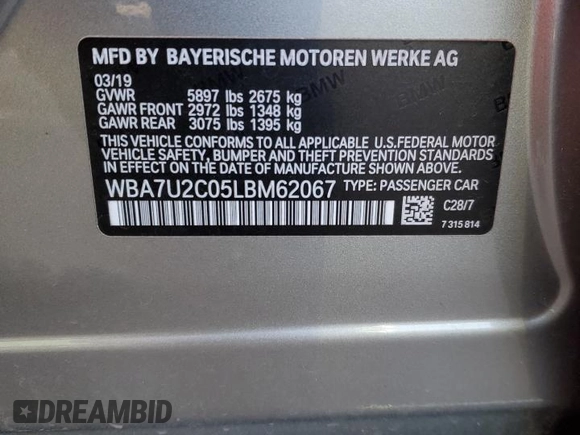 MFD BY BAYERISCHE MOTOREN WERKE AG
03/19
GVWR 5897 lbs 2675 kg
GAWR FRONT 2972 lbs 1348 kg
GAWR REAR 3075 lbs 1395 kg
THIS VEHICLE CONFORMS TO ALL APPLICABLE U.S.FEDERAL MOTOR
VEHICLE SAFETY, BUMPER AND THEFT PREVENTION STANDARDS
IN EFFECT ON THE DATE OF MANUFACTURE SHOWN ABOVE.
WBA7U2C05LBM62067 TYPE: PASSENGER CAR
C28/7
7 315 814
BMW
BMW
DREAMBID